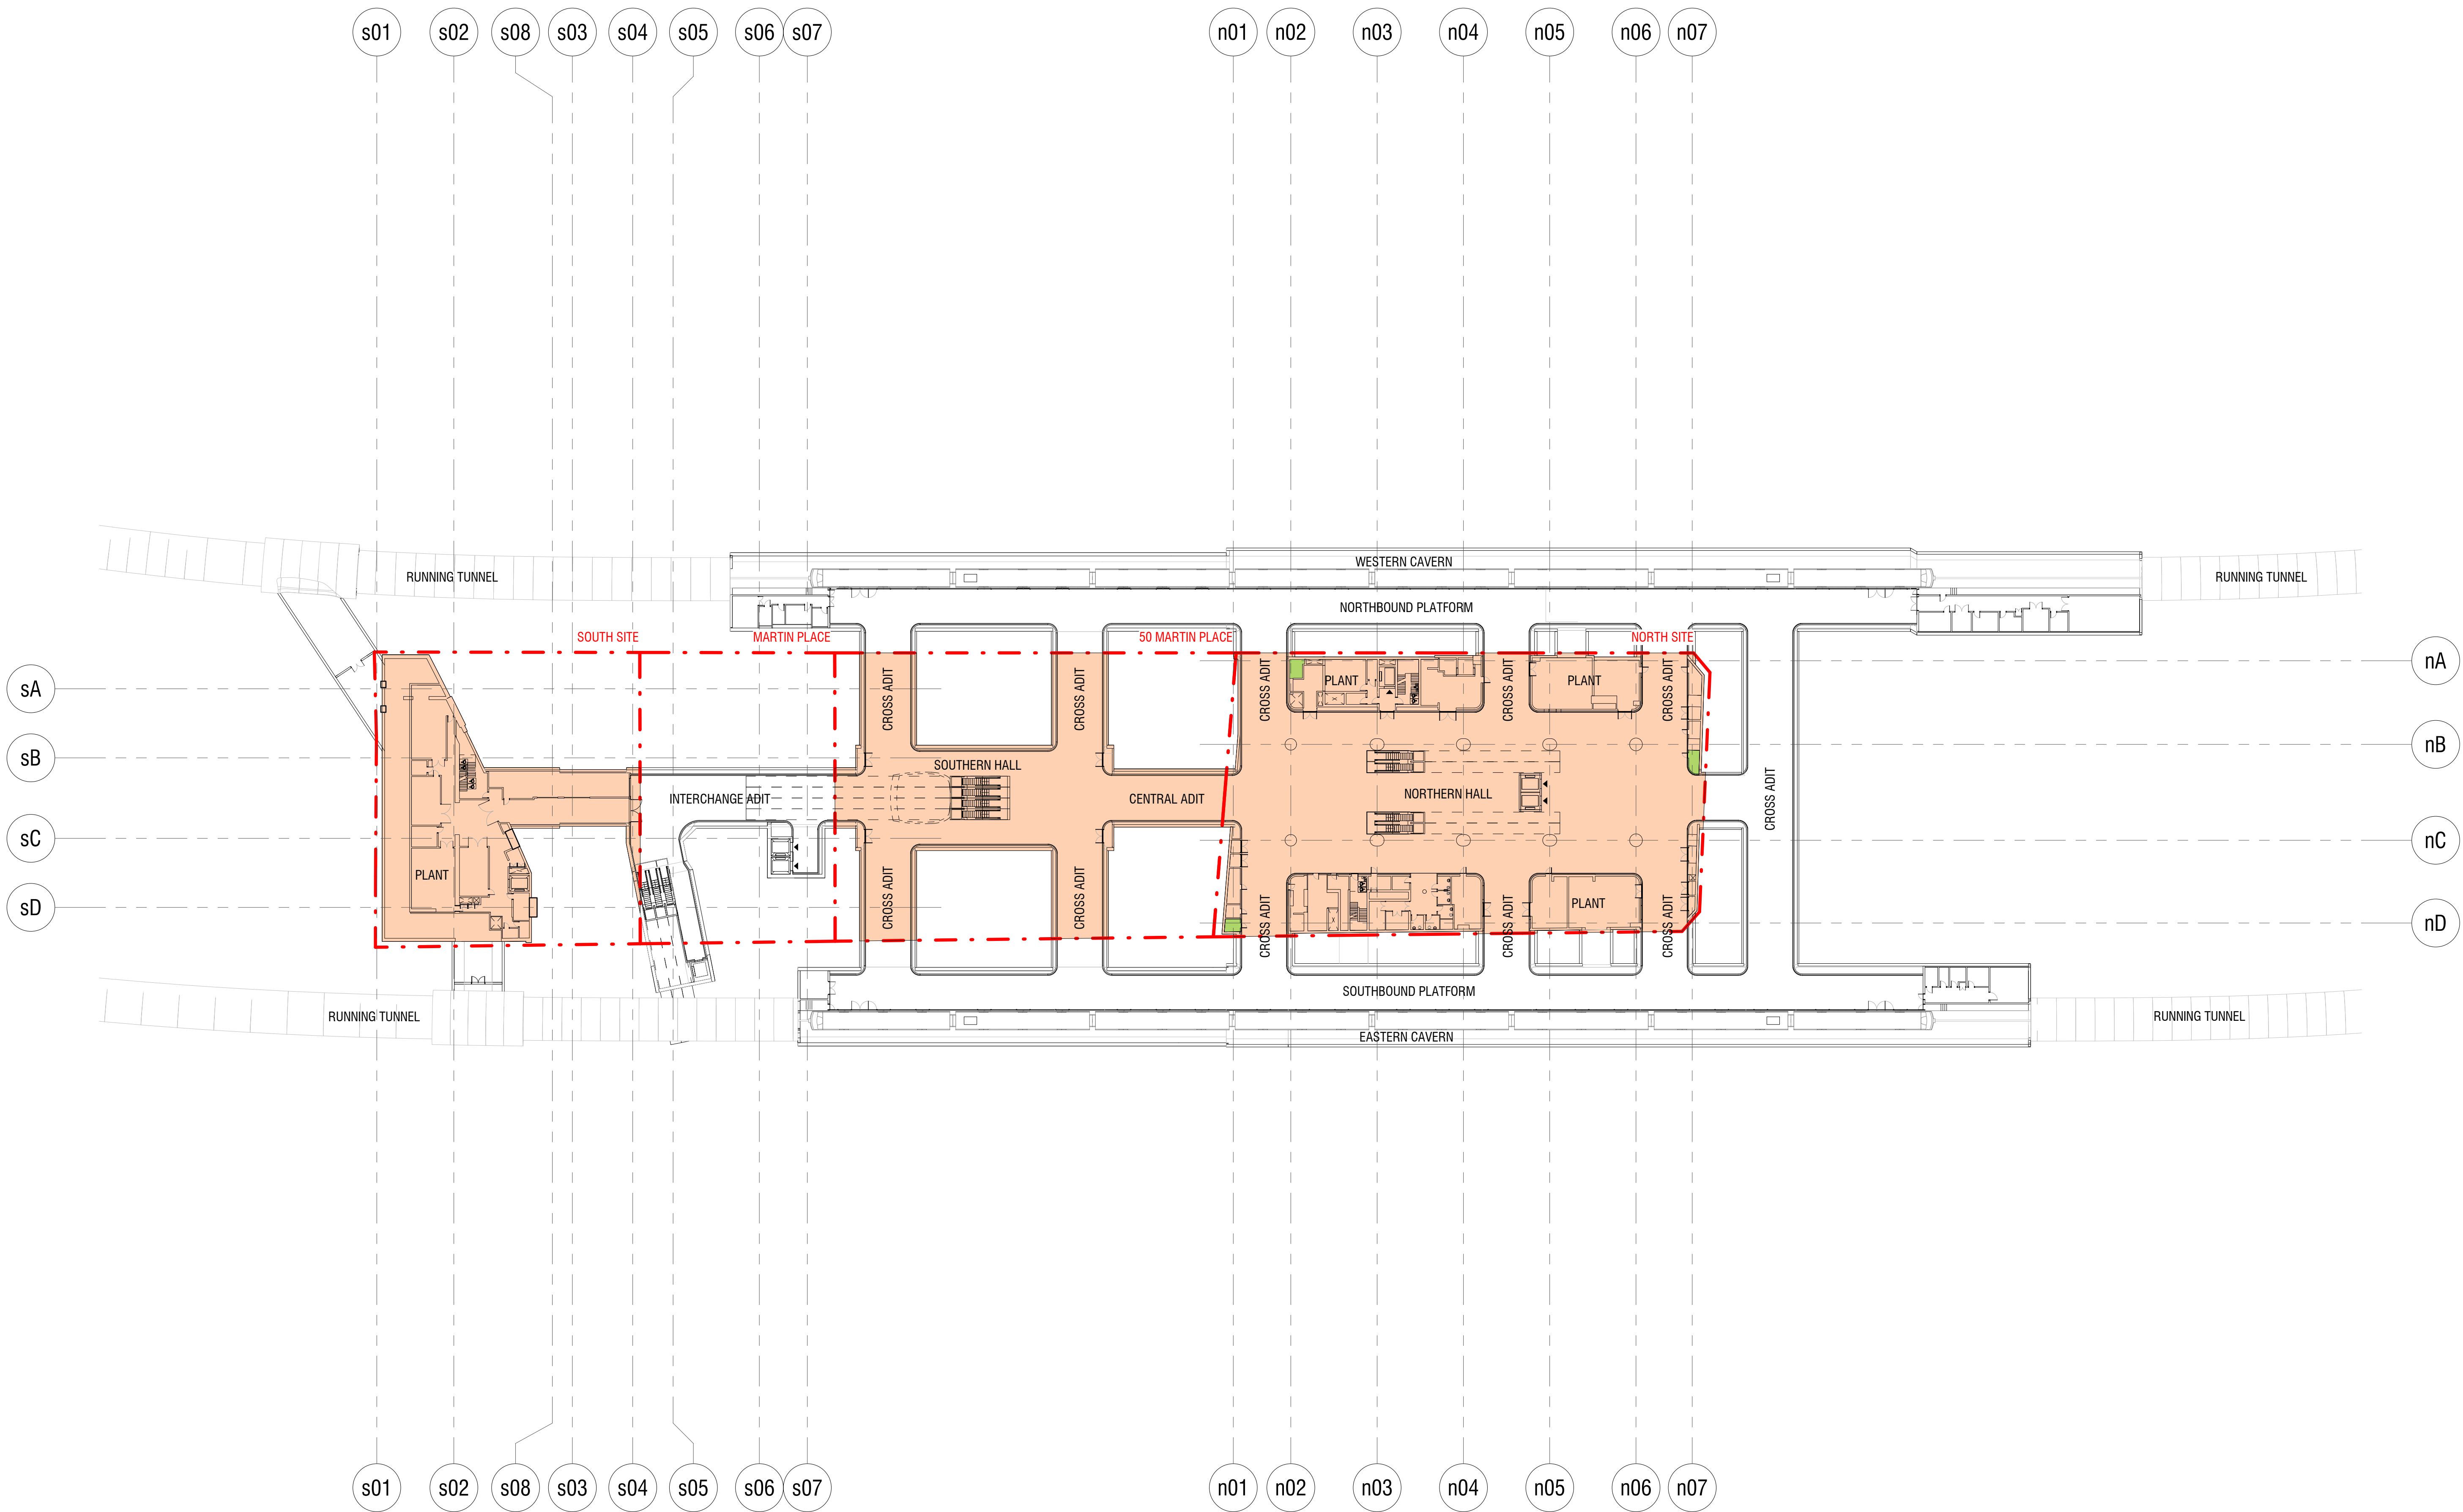 s01 s02 s08 s03 s04 s05 s06 s07 n01 n02 n03 n04 n05 n06 n07
WESTERN CAVERN
RUNNING TUNNEL
RUNNING TUNNEL
NORTHBOUND PLATFORM
SOUTH SITE
MARTIN PLACE
50 MARTIN PLACE
NORTH SITE
nA
sA
CROSS ADIT
CROSS ADIT
CROSS ADIT
PLANT
CROSS ADIT
PLANT
CROSS ADIT
nB
sB
SOUTHERN HALL
INTERCHANGE ADIT
CENTRAL ADIT
NORTHERN HALL
CROSS ADIT
sC
nC
PLANT
CROSS ADIT
CROSS ADIT
CROSS ADIT
CROSS ADIT
PLANT
CROSS ADIT
sD
nD
SOUTHBOUND PLATFORM
RUNNING TUNNEL
RUNNING TUNNEL
EASTERN CAVERN
s01 s02 s08 s03 s04 s05 s06 s07 n01 n02 n03 n04 n05 n06 n07